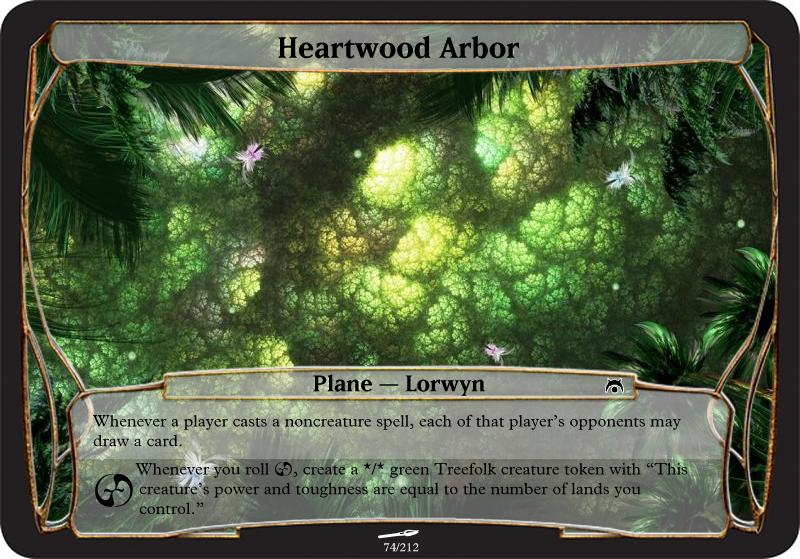 Heartwood Arbor
Plane — Lorwyn
Whenever a player casts a noncreature spell, each of that player's opponents may
draw a card.
Whenever you roll , create a */* green Treefolk creature token with “This
creature's power and toughness are equal to the number of lands you
control.”
74/212